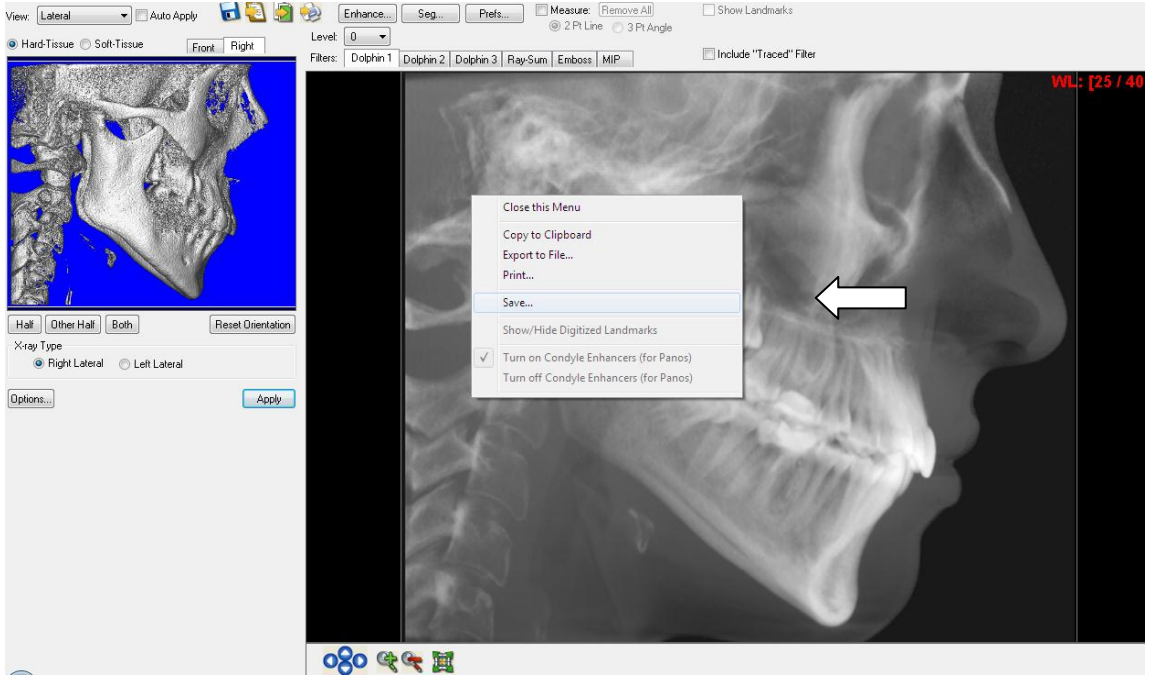 View: Lateral Auto Apply Enhance... Seg... Prefs... Measure: Remove All Show Landmarks
2 Pt Line 3 Pt Angle
Level: 0
Hard-Tissue Soft-Tissue Front Right
Filters: Dolphin 1 Dolphin 2 Dolphin 3 Ray-Sum Emboss MIP Include "Traced" Filter
WL: [25 / 40
Close this Menu
Copy to Clipboard
Export to File...
Print...
Save...
Show/Hide Digitized Landmarks
Turn on Condyle Enhancers (for Panos)
Turn off Condyle Enhancers (for Panos)
Half Other Half Both Reset Orientation
X-ray Type
Right Lateral Left Lateral
Options... Apply